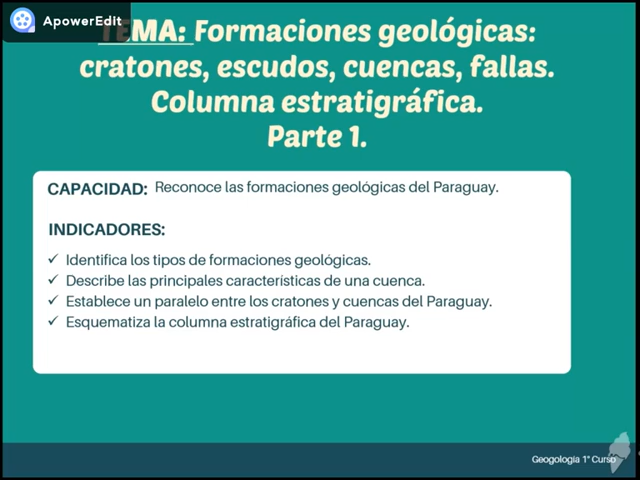 ApowerEdit
TEMA: Formaciones geológicas:
cratones, escudos, cuencas, fallas.
Columna estratigráfica.
Parte 1.
CAPACIDAD: Reconoce las formaciones geológicas del Paraguay.
INDICADORES:
✓ Identifica los tipos de formaciones geológicas.
✓ Describe las principales características de una cuenca.
✓ Establece un paralelo entre los cratones y cuencas del Paraguay.
✓ Esquematiza la columna estratigráfica del Paraguay.
Geogología 1° Curso